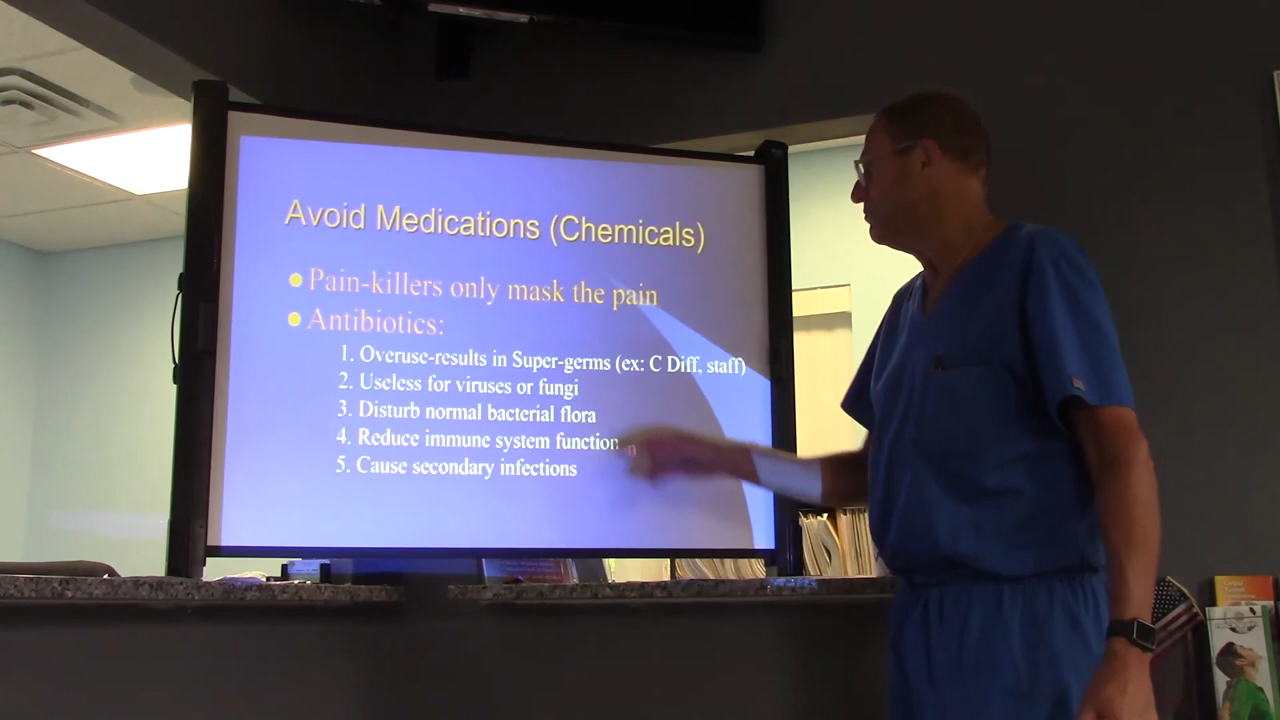 Avoid Medications (Chemicals)
Pain-killers only mask the pain
Antibiotics:
1. Overuse-results in Super-germs (ex: C Diff, staff)
2. Useless for viruses or fungi
3. Disturb normal bacterial flora
4. Reduce immune system function
5. Cause secondary infections